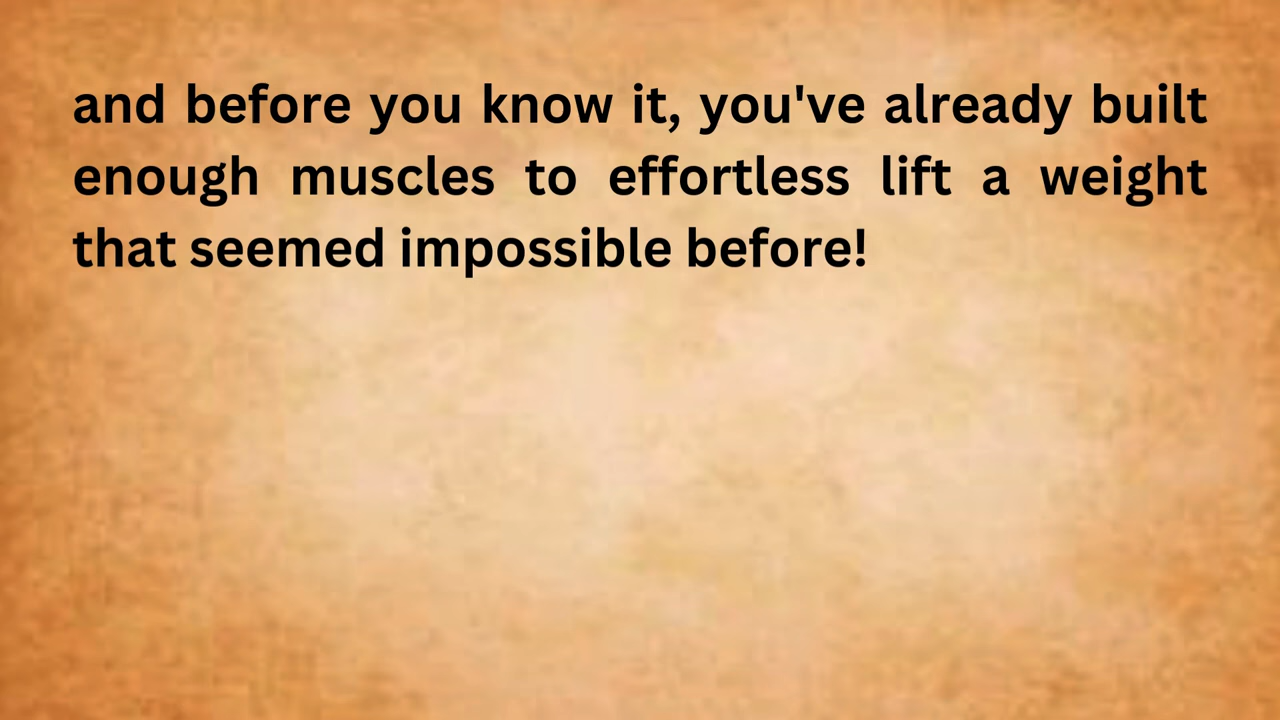 and before you know it, you've already built
enough muscles to effortless lift a weight
that seemed impossible before!